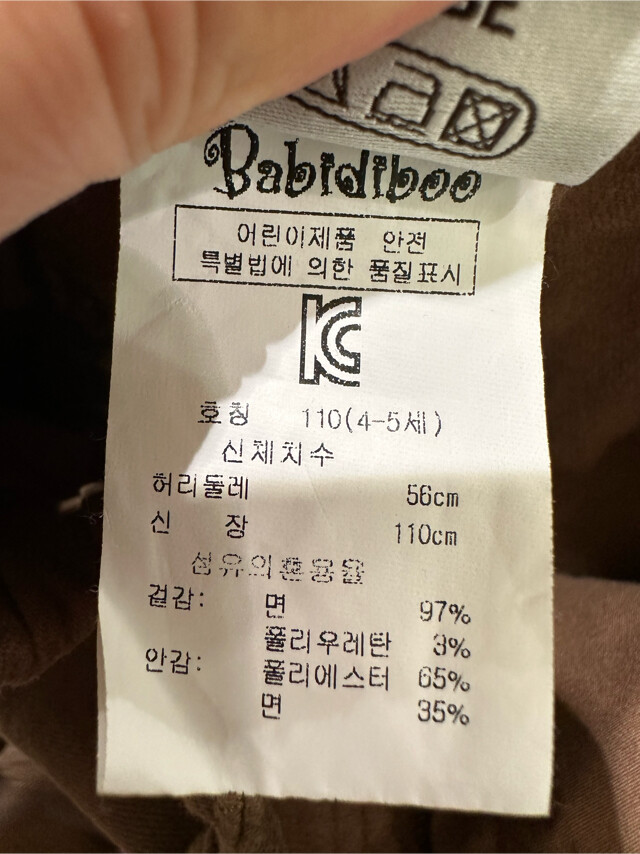 Babidiboo
어린이제품 안전
특별법에 의한 품질표시
KC
호칭 110(4-5세)
신체치수
허리둘레 56cm
신 장 110cm
섬유의혼용율
겉감: 면 97%
폴리우레탄 3%
안감: 폴리에스터 65%
면 35%